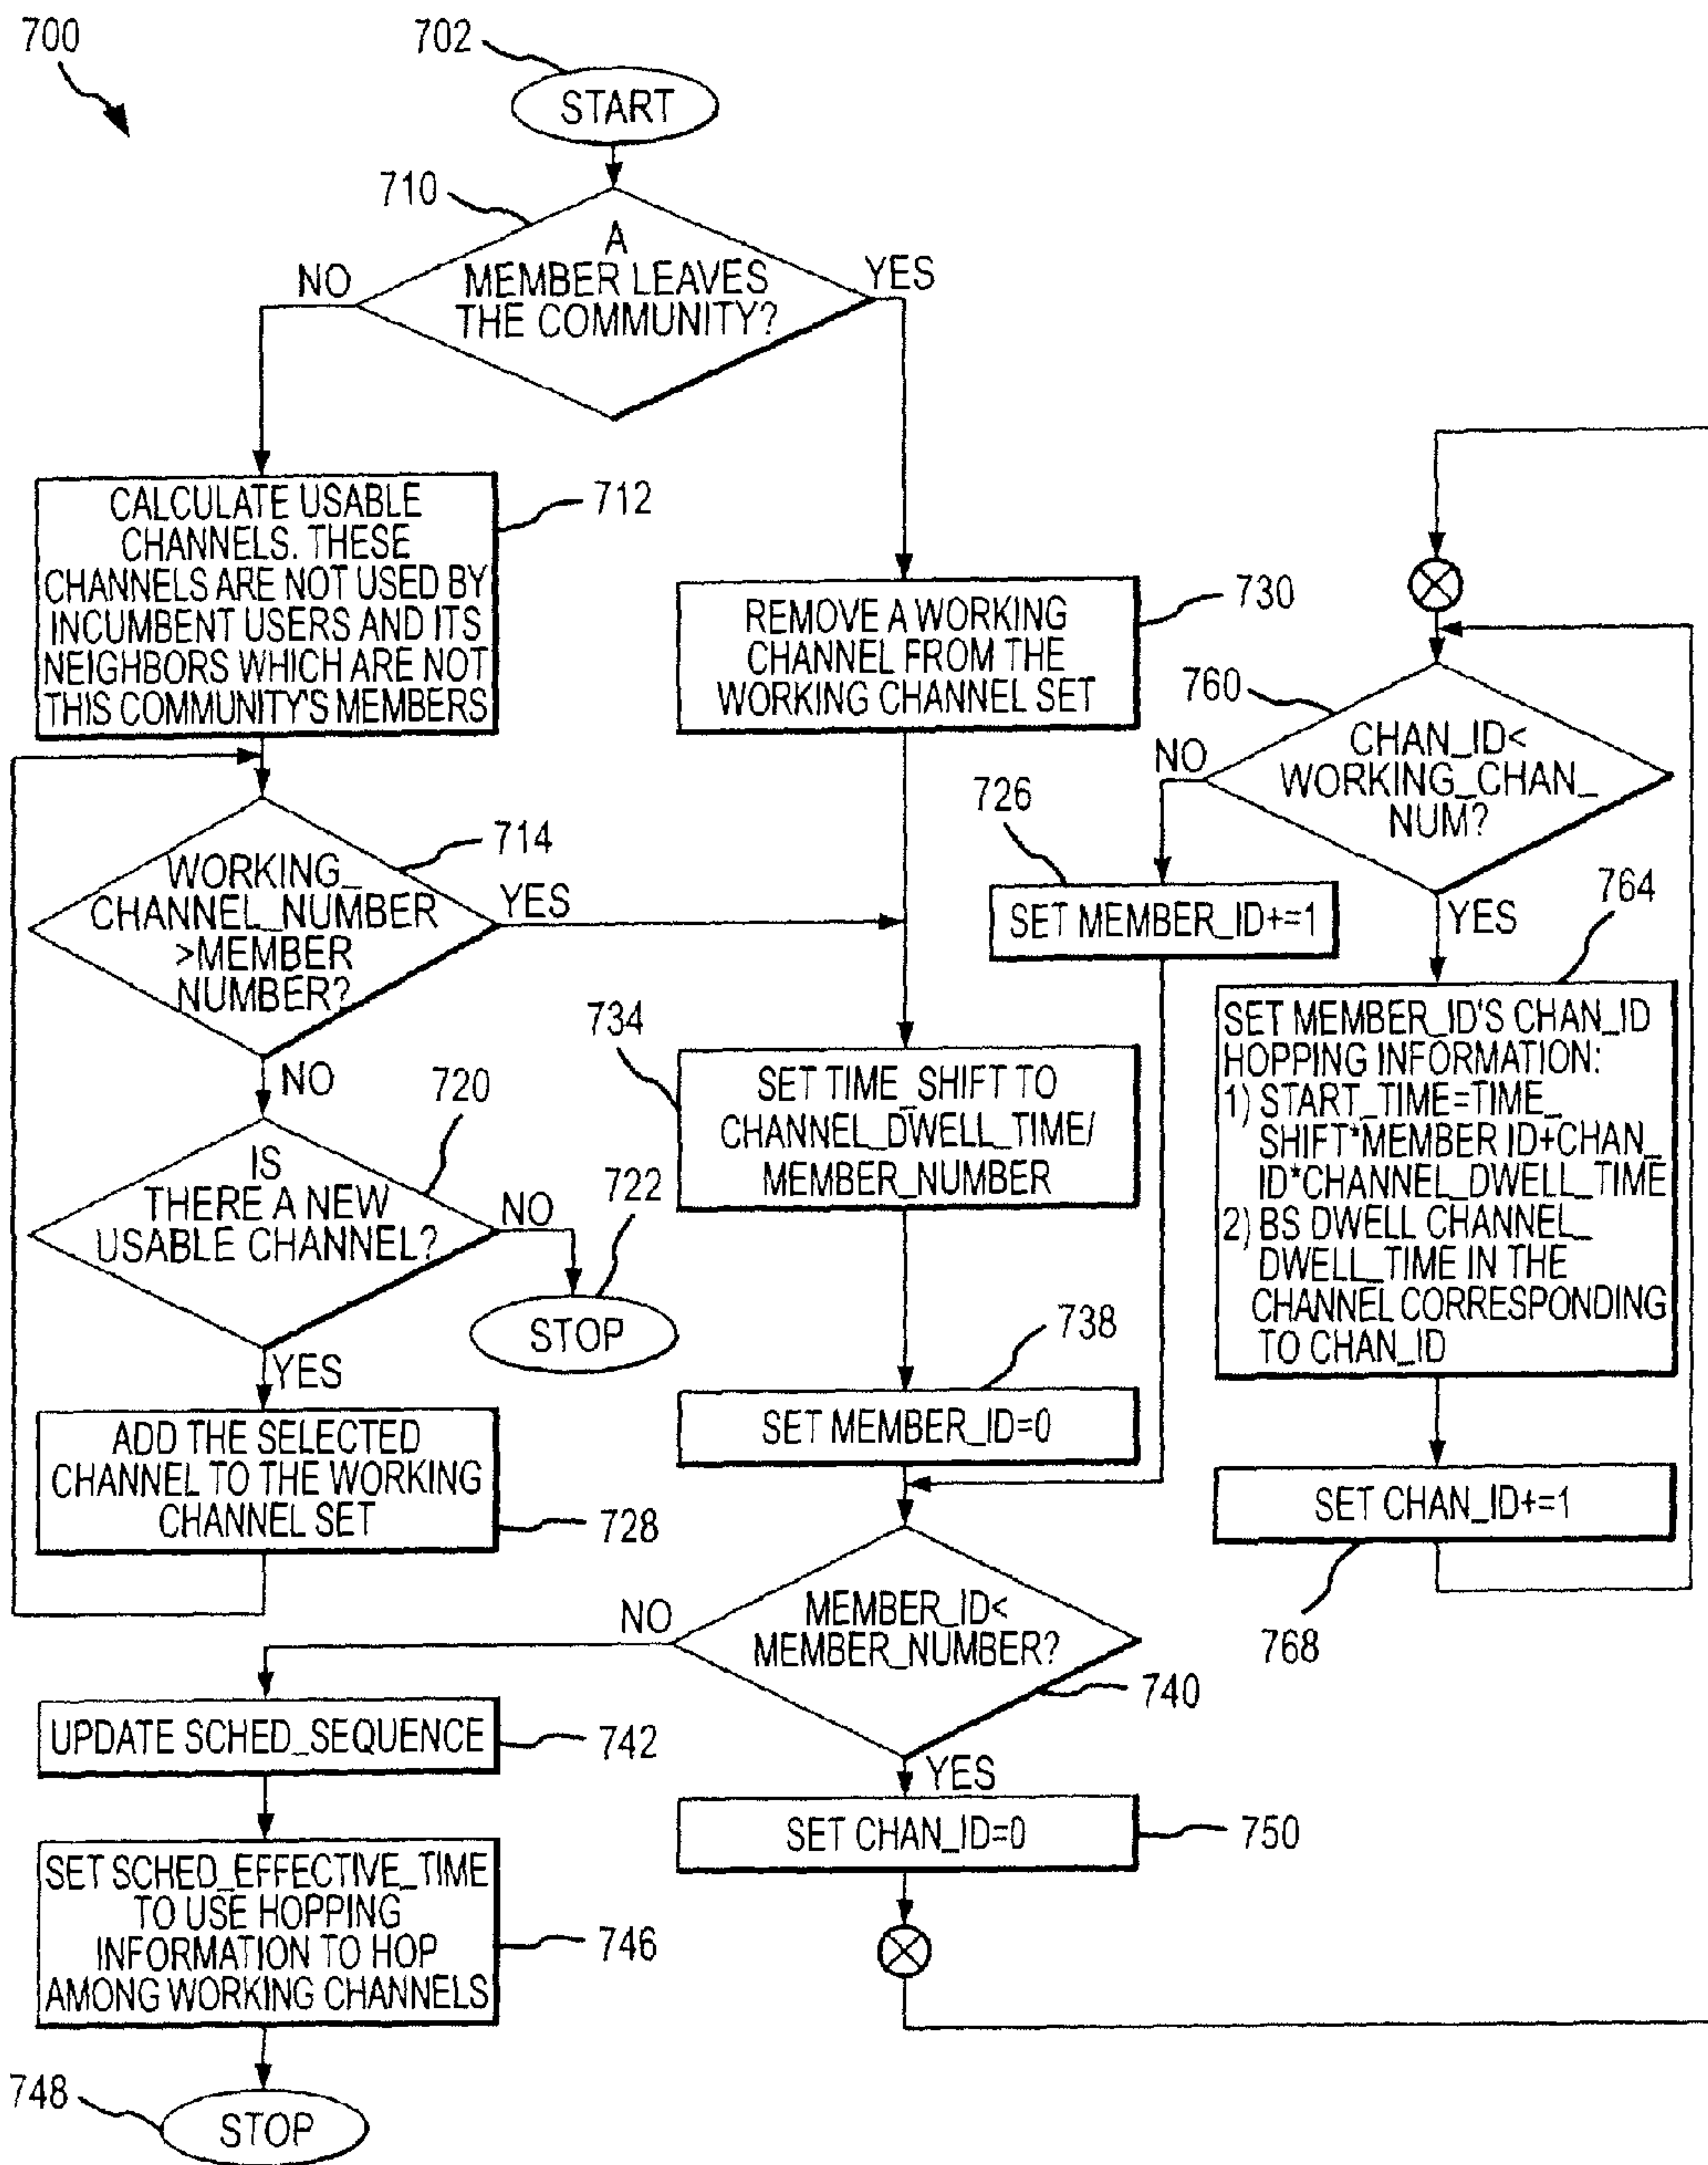 700
702
START
710
A
MEMBER LEAVES
THE COMMUNITY?
NO
YES
CALCULATE USABLE
CHANNELS. THESE
CHANNELS ARE NOT USED BY
INCUMBENT USERS AND ITS
NEIGHBORS WHICH ARE NOT
THIS COMMUNITY'S MEMBERS
712
REMOVE A WORKING
CHANNEL FROM THE
WORKING CHANNEL SET
730
WORKING_
CHANNEL_NUMBER
>MEMBER
NUMBER?
714
YES
NO
IS
THERE A NEW
USABLE CHANNEL?
720
NO
722
STOP
YES
ADD THE SELECTED
CHANNEL TO THE WORKING
CHANNEL SET
728
734
SET TIME_SHIFT TO
CHANNEL_DWELL_TIME/
MEMBER_NUMBER
738
SET MEMBER_ID=0
MEMBER_ID<
MEMBER_NUMBER?
740
NO
YES
UPDATE SCHED_SEQUENCE
742
SET SCHED_EFFECTIVE_TIME
TO USE HOPPING
INFORMATION TO HOP
AMONG WORKING CHANNELS
746
748
STOP
SET CHAN_ID=0
750
760
CHAN_ID<
WORKING_CHAN_
NUM?
NO
YES
726
SET MEMBER_ID+=1
764
SET MEMBER_ID'S CHAN_ID
HOPPING INFORMATION:
1) START_TIME=TIME_
SHIFT*MEMBER ID+CHAN_
ID*CHANNEL_DWELL_TIME
2) BS DWELL CHANNEL_
DWELL_TIME IN THE
CHANNEL CORRESPONDING
TO CHAN_ID
SET CHAN_ID+=1
768